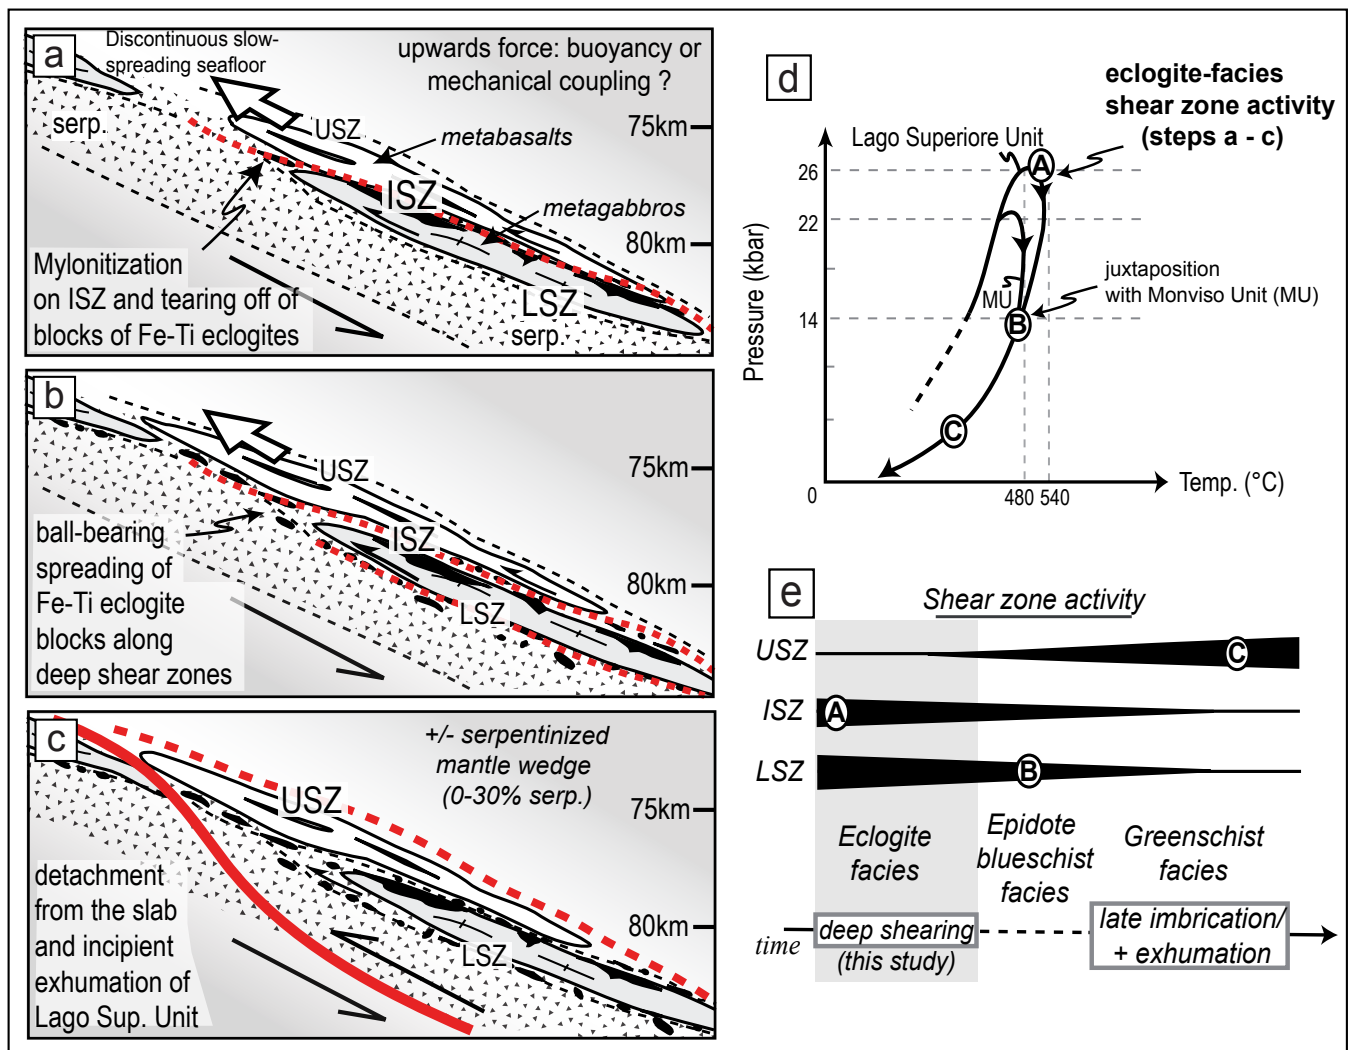 a
Discontinuous slow-
spreading seafloor
upwards force: buoyancy or
mechanical coupling ?
serp.
USZ
metabasalts
75km
ISZ
metagabbros
80km
Mylonitization
on ISZ and tearing off of
blocks of Fe-Ti eclogites
LSZ
serp.
b
USZ
75km
ball-bearing
spreading of
Fe-Ti eclogite
blocks along
deep shear zones
ISZ
80km
LSZ
c
+/- serpentinized
mantle wedge
(0-30% serp.)
USZ
75km
detachment
from the slab
and incipient
exhumation of
Lago Sup. Unit
80km
LSZ
d
eclogite-facies
shear zone activity
(steps a - c)
Lago Superiore Unit
A
26
22
Pressure (kbar)
juxtaposition
with Monviso Unit (MU)
MU
14
B
C
0
480
540
Temp. (°C)
e
Shear zone activity
USZ
C
ISZ
A
LSZ
B
Eclogite
facies
Epidote
blueschist
facies
Greenschist
facies
time
deep shearing
(this study)
late imbrication/
+ exhumation